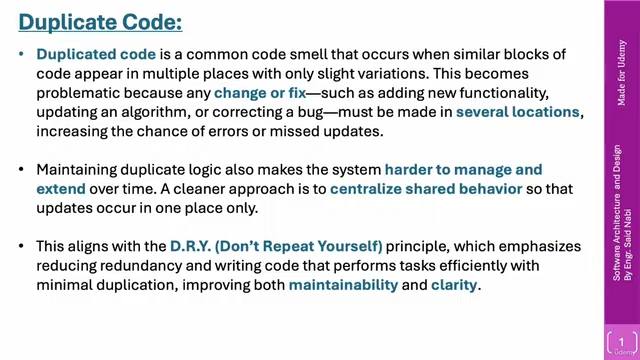 Duplicate Code:
• Duplicated code is a common code smell that occurs when similar blocks of
code appear in multiple places with only slight variations. This becomes
problematic because any change or fix—such as adding new functionality,
updating an algorithm, or correcting a bug—must be made in several locations,
increasing the chance of errors or missed updates.
• Maintaining duplicate logic also makes the system harder to manage and
extend over time. A cleaner approach is to centralize shared behavior so that
updates occur in one place only.
• This aligns with the D.R.Y. (Don't Repeat Yourself) principle, which emphasizes
reducing redundancy and writing code that performs tasks efficiently with
minimal duplication, improving both maintainability and clarity.
Made for Udemy
Software Architecture and Design
By Engr. Said Nabi
1
Udemy